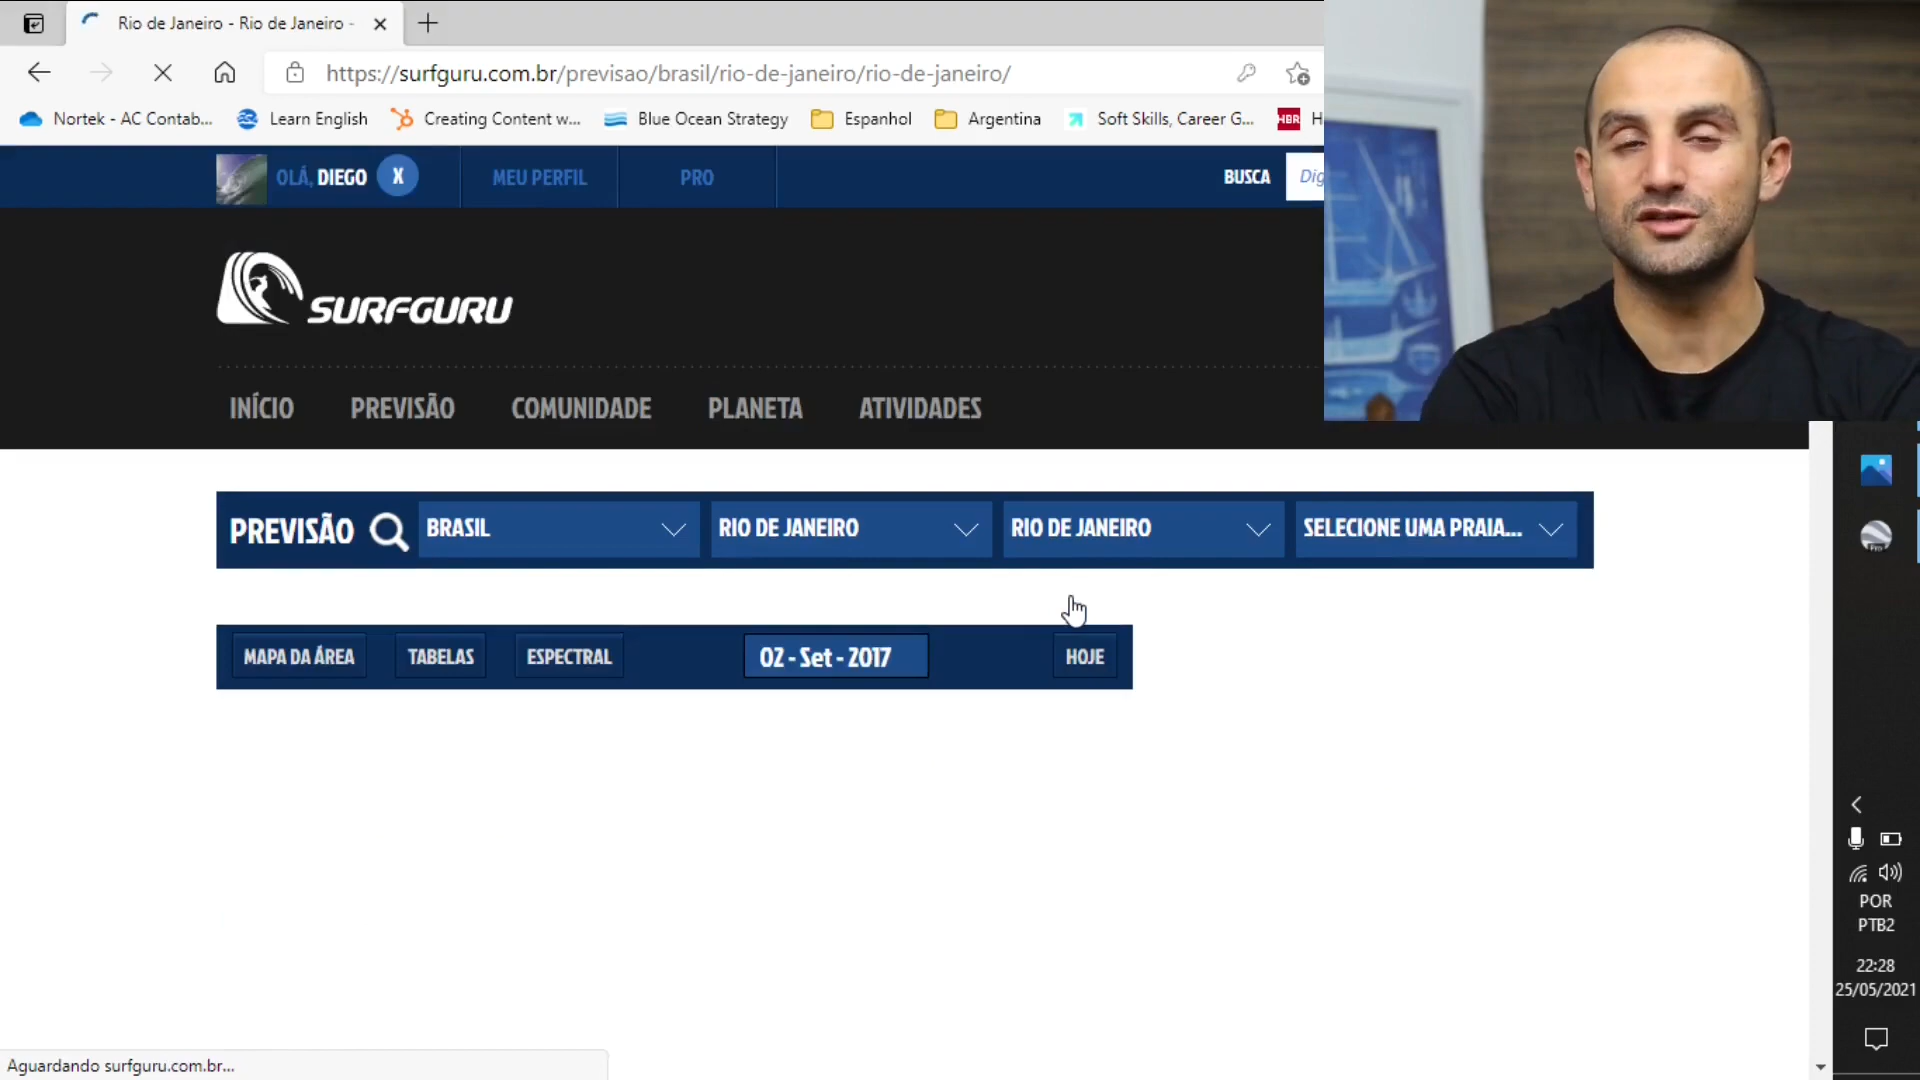 Rio de Janeiro - Rio de Janeiro -
https://surfguru.com.br/previsao/brasil/rio-de-janeiro/rio-de-janeiro/
Nortek - AC Contab... Learn English Creating Content w... Blue Ocean Strategy Espanhol Argentina Soft Skills, Career G... HBR H
OLÁ, DIEGO X MEU PERFIL PRO BUSCA Dig
SURFGURU
INÍCIO PREVISÃO COMUNIDADE PLANETA ATIVIDADES
PREVISÃO BRASIL RIO DE JANEIRO RIO DE JANEIRO SELECIONE UMA PRAIA...
MAPA DA ÁREA TABELAS ESPECTRAL 02 - Set - 2017 HOJE
POR
PTB2
22:28
25/05/2021
Aguardando surfguru.com.br...